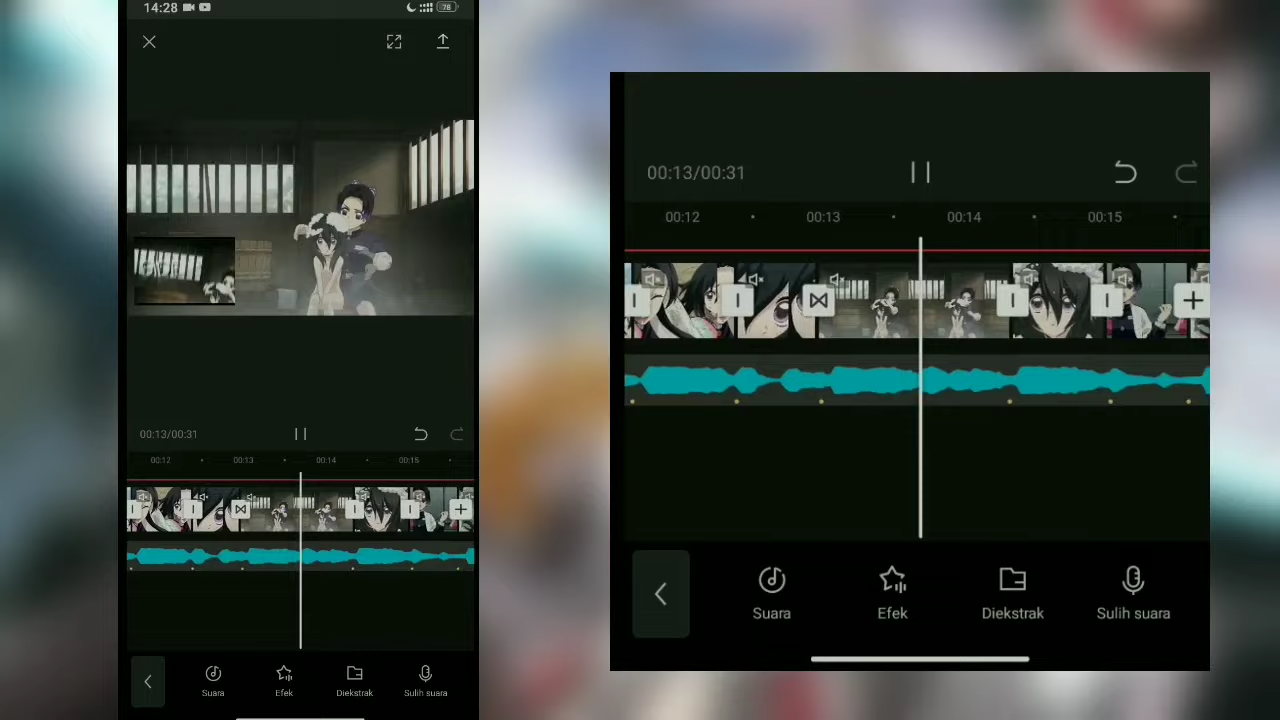 14:28
78
00:13/00:31
00:12
00:13
00:14
00:15
Suara
Efek
Diekstrak
Sulih suara
00:13/00:31
00:12
00:13
00:14
00:15
Suara
Efek
Diekstrak
Sulih suara